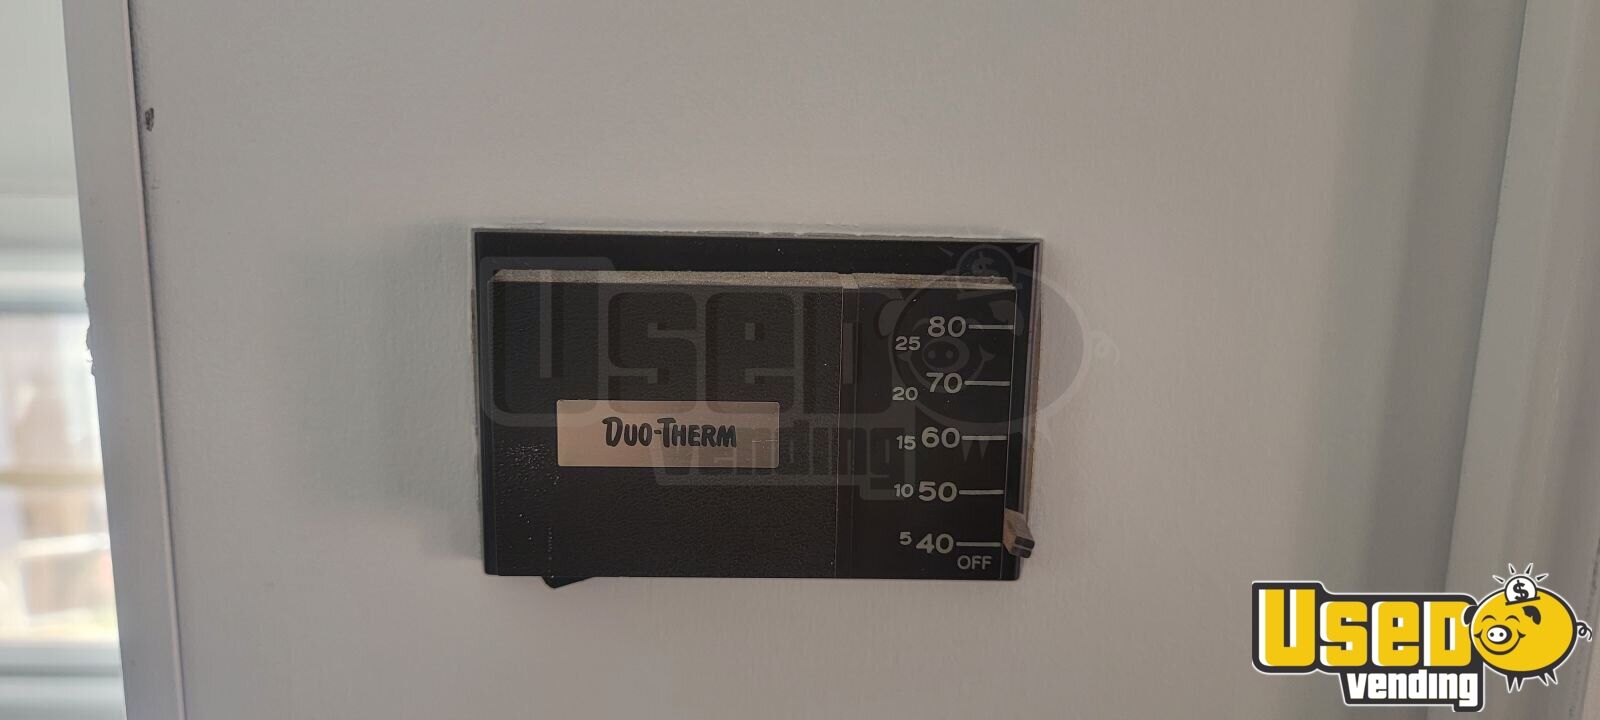 80
25
70
20
DUO-THERM
15 60
10 50
5 40
OFF
USED
vending
$
USED
vending
$